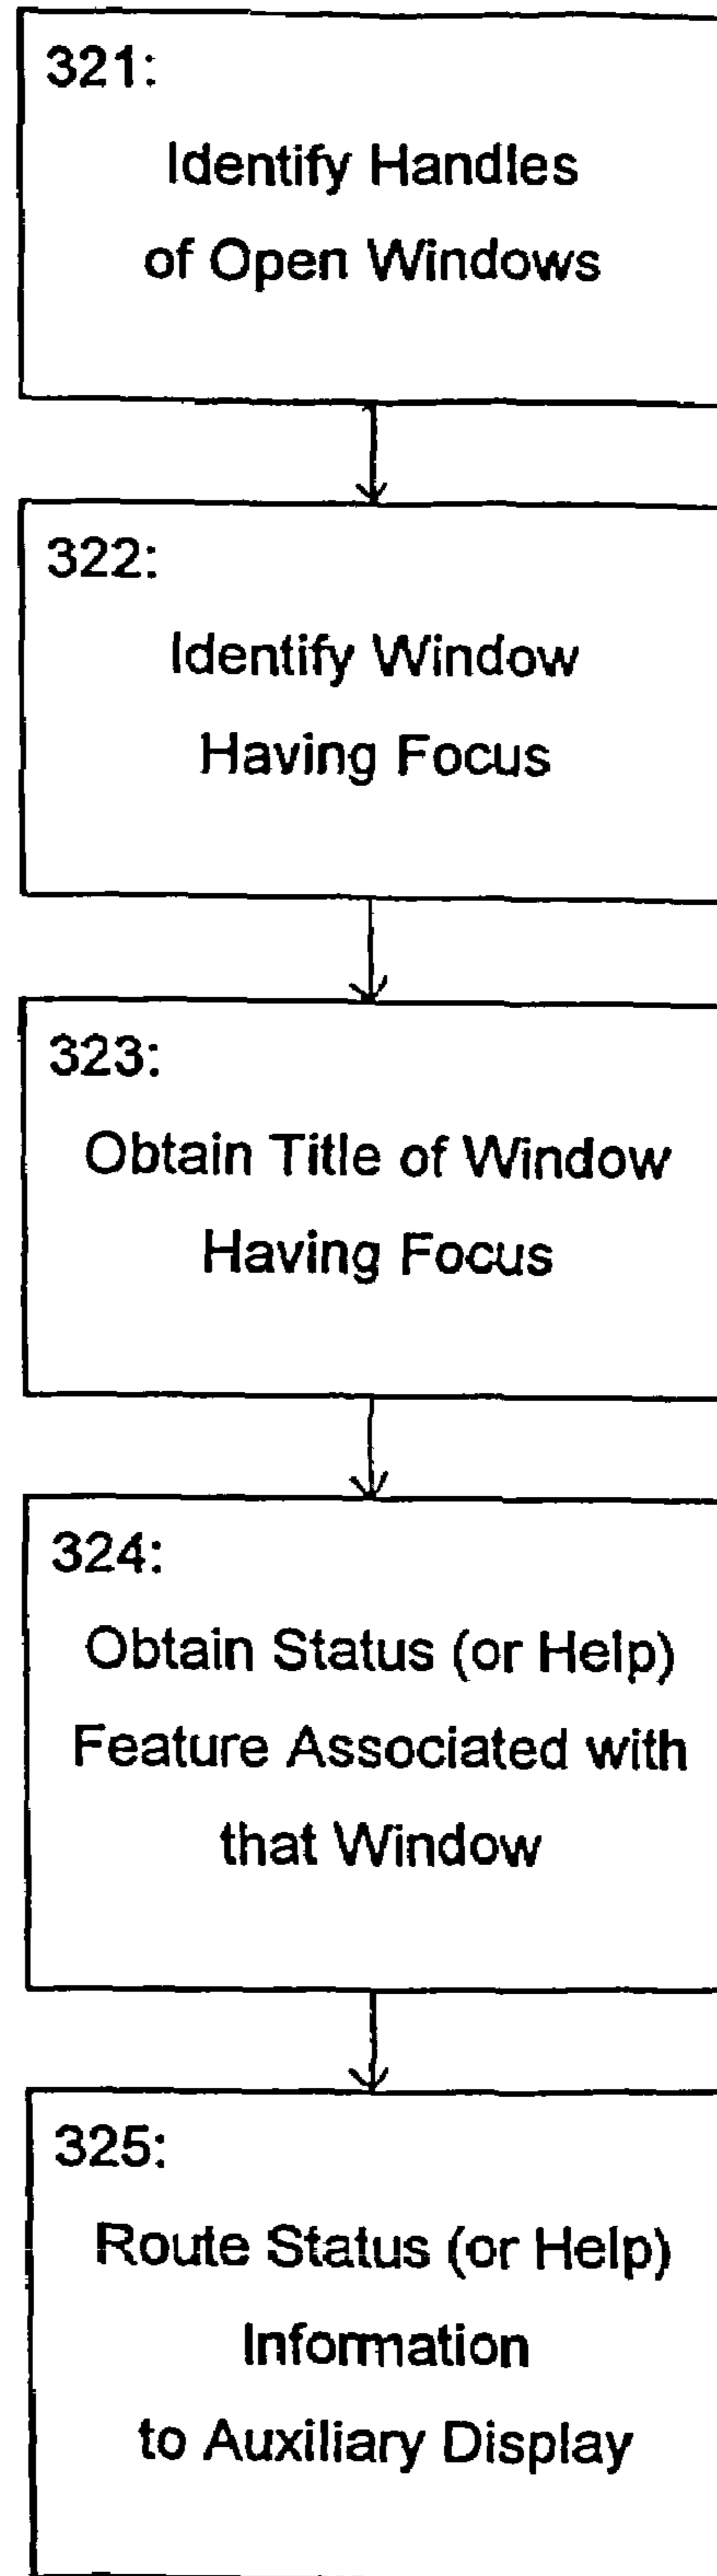 321:
Identify Handles
of Open Windows
322:
Identify Window
Having Focus
323:
Obtain Title of Window
Having Focus
324:
Obtain Status (or Help)
Feature Associated with
that Window
325:
Route Status (or Help)
Information
to Auxiliary Display